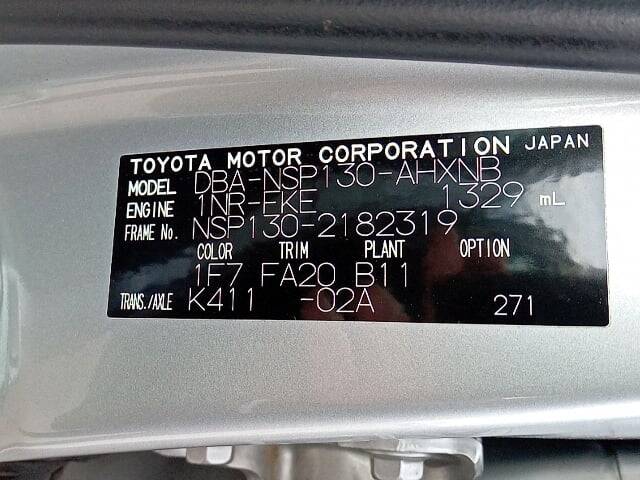 TOYOTA MOTOR CORPORATION JAPAN
MODEL DBA-NSP130-AHXNB
ENGINE 1NR-FKE 1329 mL
FRAME No. NSP130-2182319
COLOR TRIM PLANT OPTION
1F7 FA20 B11
TRANS./AXLE K411 -02A 271